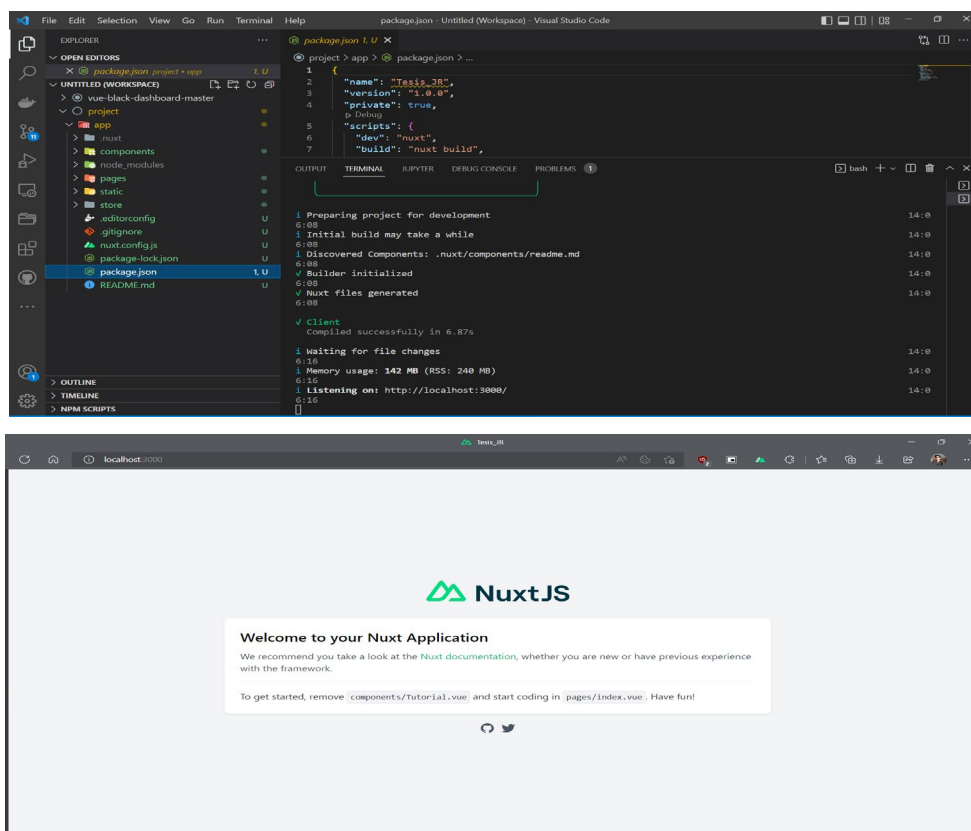 File Edit Selection View Go Run Terminal Help package.json - Untitled (Workspace) - Visual Studio Code
EXPLORER
OPEN EDITORS
package.json project • app 1, U
UNTITLED (WORKSPACE)
vue-black-dashboard-master
project
app
.nuxt
components
node_modules
pages
static
store
.editorconfig U
.gitignore U
nuxt.config.js U
package-lock.json U
package.json 1, U
README.md U
OUTLINE
TIMELINE
NPM SCRIPTS
package.json 1, U
project > app > package.json > ...
1 {
2 "name": "Tesis_JR",
3 "version": "1.0.0",
4 "private": true,
Debug
5 "scripts": {
6 "dev": "nuxt",
7 "build": "nuxt build",
OUTPUT TERMINAL JUPYTER DEBUG CONSOLE PROBLEMS 1 bash
i Preparing project for development 14:0
6:08
i Initial build may take a while 14:0
6:08
i Discovered Components: .nuxt/components/readme.md 14:0
6:08
√ Builder initialized 14:0
6:08
√ Nuxt files generated 14:0
6:08
√ Client
Compiled successfully in 6.87s
i Waiting for file changes 14:0
6:16
i Memory usage: 142 MB (RSS: 240 MB) 14:0
6:16
i Listening on: http://localhost:3000/ 14:0
6:16
Tesis_JR
localhost:3000
NuxtJS
Welcome to your Nuxt Application
We recommend you take a look at the Nuxt documentation, whether you are new or have previous experience
with the framework.
To get started, remove components/Tutorial.vue and start coding in pages/index.vue. Have fun!